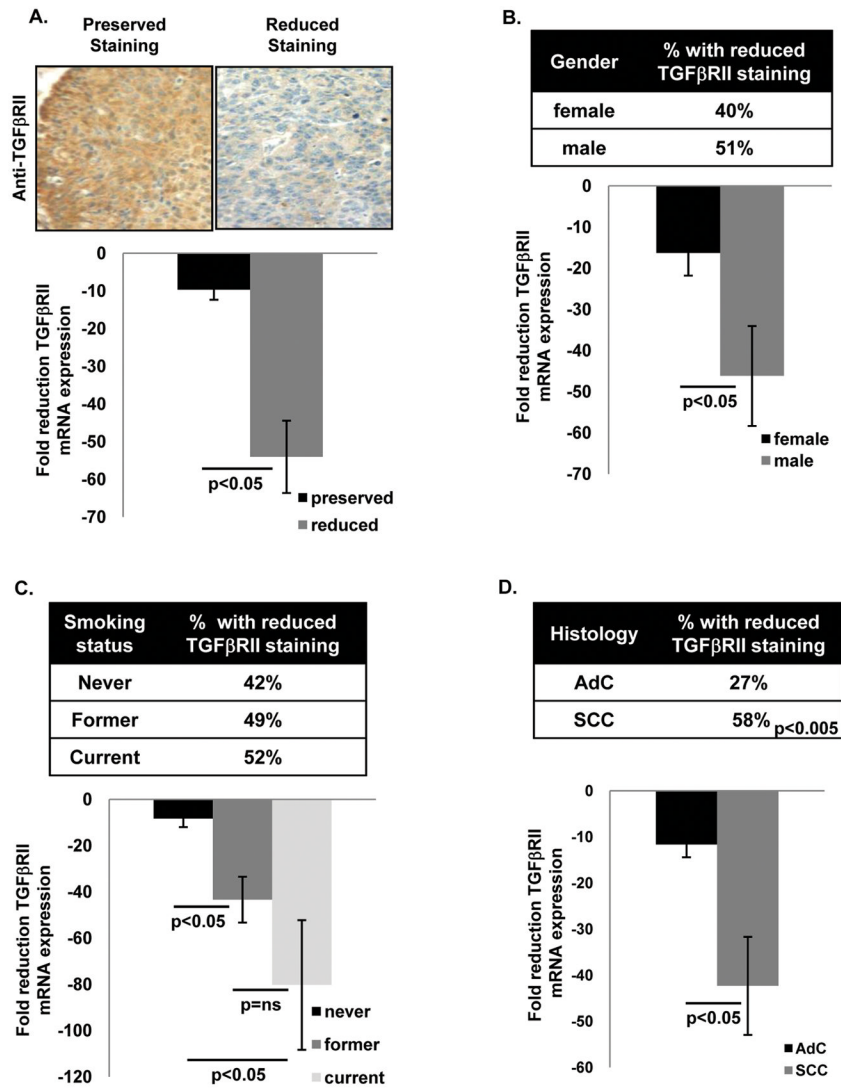 A.
Preserved Staining
Reduced Staining
Anti-TGFβRII
Fold reduction TGFβRII
mRNA expression
0
-10
-20
-30
-40
-50
-60
-70
p<0.05
preserved
reduced
B.
Gender
% with reduced
TGFβRII staining
female 40%
male 51%
Fold reduction TGFβRII
mRNA expression
0
-10
-20
-30
-40
-50
-60
-70
p<0.05
female
male
C.
Smoking status
% with reduced
TGFβRII staining
Never 42%
Former 49%
Current 52%
Fold reduction TGFβRII
mRNA expression
0
-20
-40
-60
-80
-100
-120
p<0.05
p=ns
p<0.05
never
former
current
D.
Histology
% with reduced
TGFβRII staining
AdC 27%
SCC 58% p<0.005
Fold reduction TGFβRII
mRNA expression
0
-10
-20
-30
-40
-50
-60
p<0.05
AdC
SCC